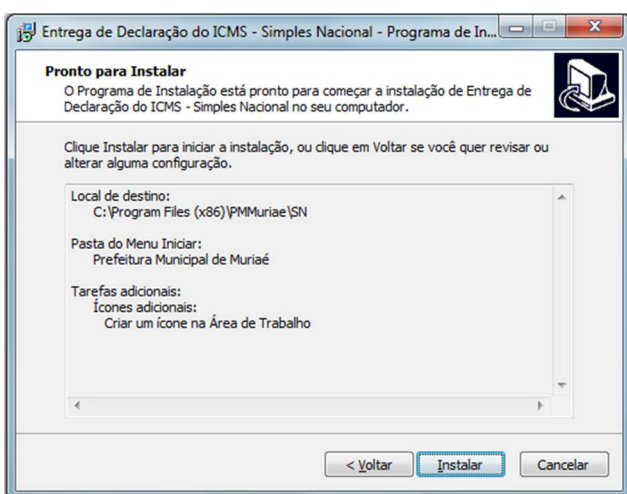 Entrega de Declaração do ICMS - Simples Nacional - Programa de In...
Pronto para Instalar
O Programa de Instalação está pronto para começar a instalação de Entrega de
Declaração do ICMS - Simples Nacional no seu computador.
Clique Instalar para iniciar a instalação, ou clique em Voltar se você quer revisar ou
alterar alguma configuração.
Local de destino:
C:\Program Files (x86)\PMMuriae\SN
Pasta do Menu Iniciar:
Prefeitura Municipal de Muriaé
Tarefas adicionais:
Ícones adicionais:
Criar um ícone na Área de Trabalho
< Voltar
Instalar
Cancelar